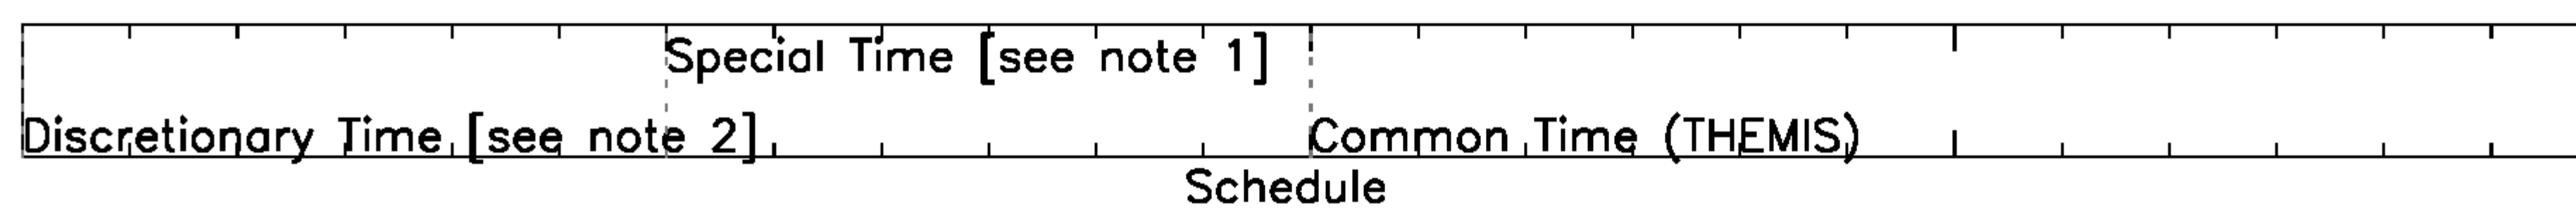 Special Time [see note 1]
Discretionary Time [see note 2]
Common Time (THEMIS)
Schedule